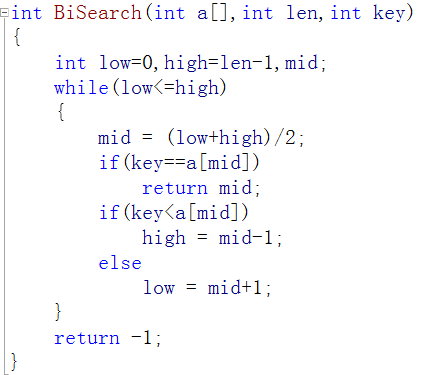 int BiSearch(int a[],int len,int key)
{
    int low=0,high=len-1,mid;
    while(low<=high)
    {
        mid = (low+high)/2;
        if(key==a[mid])
            return mid;
        if(key<a[mid])
            high = mid-1;
        else
            low = mid+1;
    }
    return -1;
}